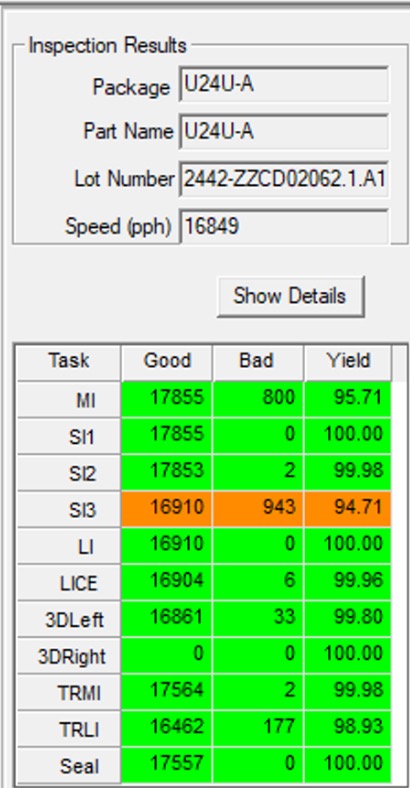 Inspection Results
Package U24U-A
Part Name U24U-A
Lot Number 2442-ZZCD02062.1.A1
Speed (pph) 16849
Show Details
Task Good Bad Yield
MI 17855 800 95.71
SI1 17855 0 100.00
SI2 17853 2 99.98
SI3 16910 943 94.71
LI 16910 0 100.00
LICE 16904 6 99.96
3DLeft 16861 33 99.80
3DRight 0 0 100.00
TRMI 17564 2 99.98
TRLI 16462 177 98.93
Seal 17557 0 100.00